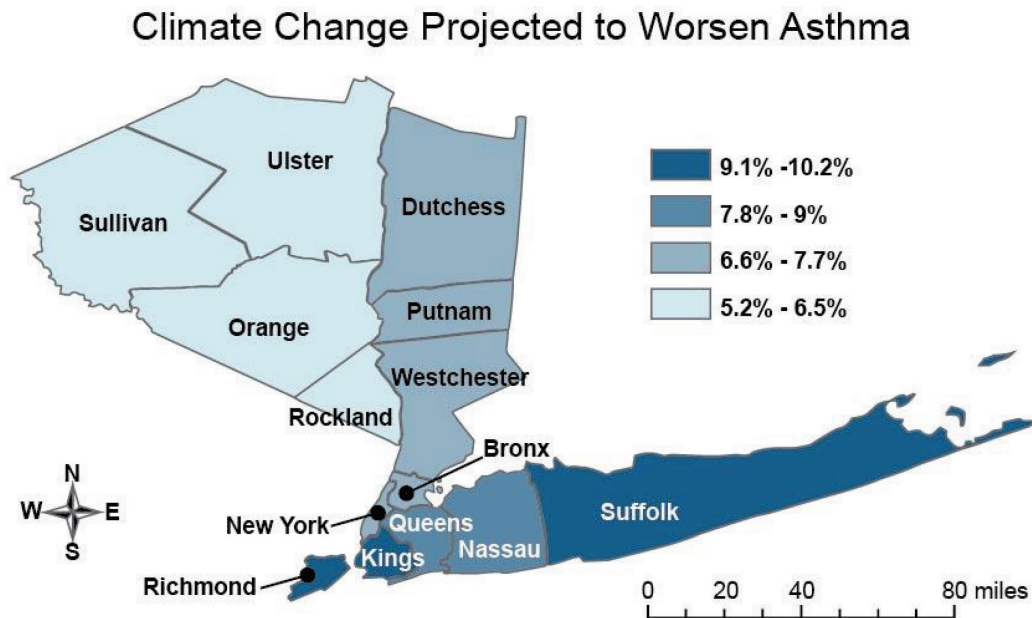 Climate Change Projected to Worsen Asthma
Ulster
Sullivan
Dutchess
Orange
Putnam
Westchester
Rockland
Bronx
New York
Queens
Nassau
Suffolk
Kings
Richmond
9.1% -10.2%
7.8% - 9%
6.6% - 7.7%
5.2% - 6.5%
N
W E
S
0 20 40 80 miles